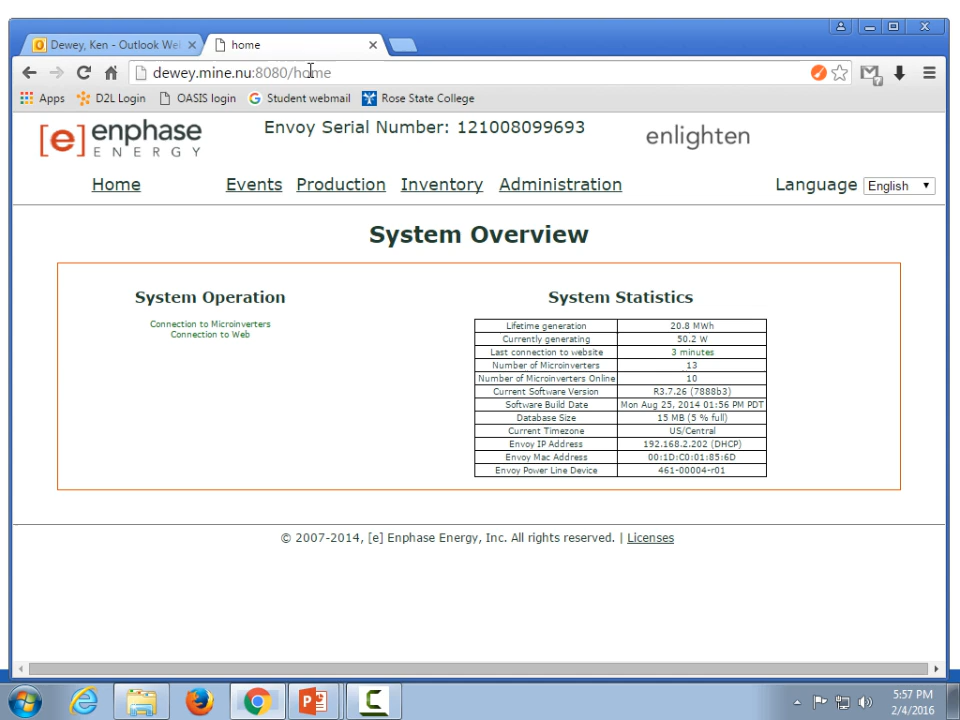 Dewey, Ken - Outlook Wel
home
dewey.mine.nu:8080/home
Apps D2L Login OASIS login Student webmail Rose State College
[e] enphase
ENERGY
Envoy Serial Number: 121008099693
enlighten
Home Events Production Inventory Administration Language English
System Overview
System Operation
Connection to Microinverters
Connection to Web
System Statistics
Lifetime generation 20.8 MWh
Currently generating 50.2 W
Last connection to website 3 minutes
Number of Microinverters 13
Number of Microinverters Online 10
Current Software Version R3.7.26 (7888b3)
Software Build Date Mon Aug 25, 2014 01:56 PM PDT
Database Size 15 MB (5 % full)
Current Timezone US/Central
Envoy IP Address 192.168.2.202 (DHCP)
Envoy Mac Address 00:1D:C0:01:85:6D
Envoy Power Line Device 461-00004-r01
© 2007-2014, [e] Enphase Energy, Inc. All rights reserved. | Licenses
5:57 PM
2/4/2016